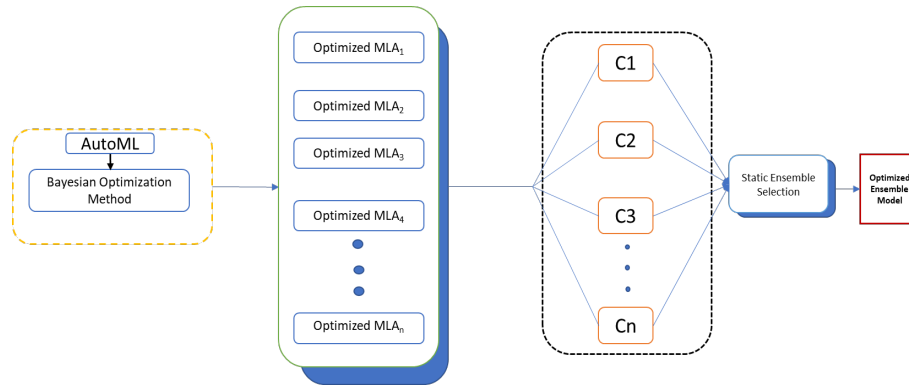 AutoML
Bayesian Optimization
Method
Optimized MLA₁
Optimized MLA₂
Optimized MLA₃
Optimized MLA₄
Optimized MLAₙ
C1
C2
C3
Cn
Static Ensemble
Selection
Optimized
Ensemble
Model